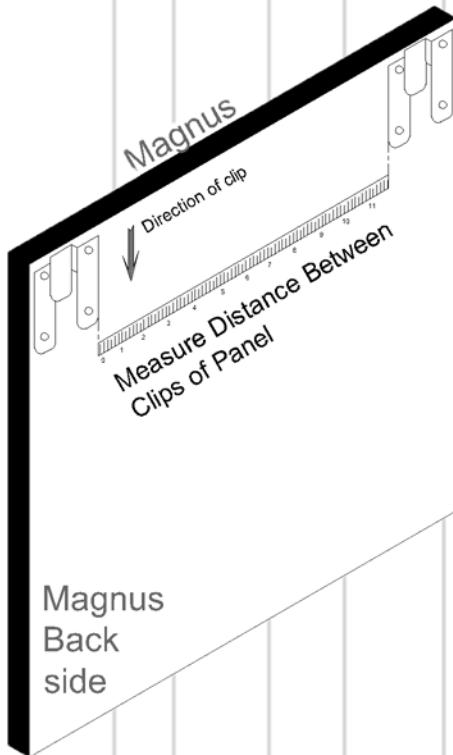 Magnus
Direction of clip
0 1 2 3 4 5 6 7 8 9 10 11
Measure Distance Between
Clips of Panel
Magnus
Back
side